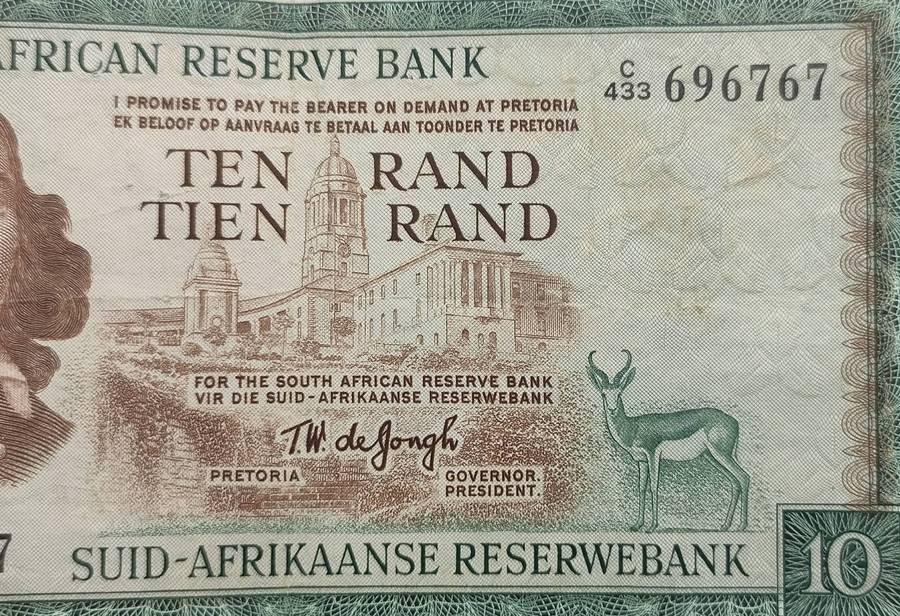 AFRICAN RESERVE BANK
C
433 696767
I PROMISE TO PAY THE BEARER ON DEMAND AT PRETORIA
EK BELOOF OP AANVRAAG TE BETAAL AAN TOONDER TE PRETORIA
TEN RAND
TIEN RAND
FOR THE SOUTH AFRICAN RESERVE BANK
VIR DIE SUID-AFRIKAANSE RESERWEBANK
T.W. de Jongh
PRETORIA GOVERNOR.
PRESIDENT.
7
SUID-AFRIKAANSE RESERWEBANK
10